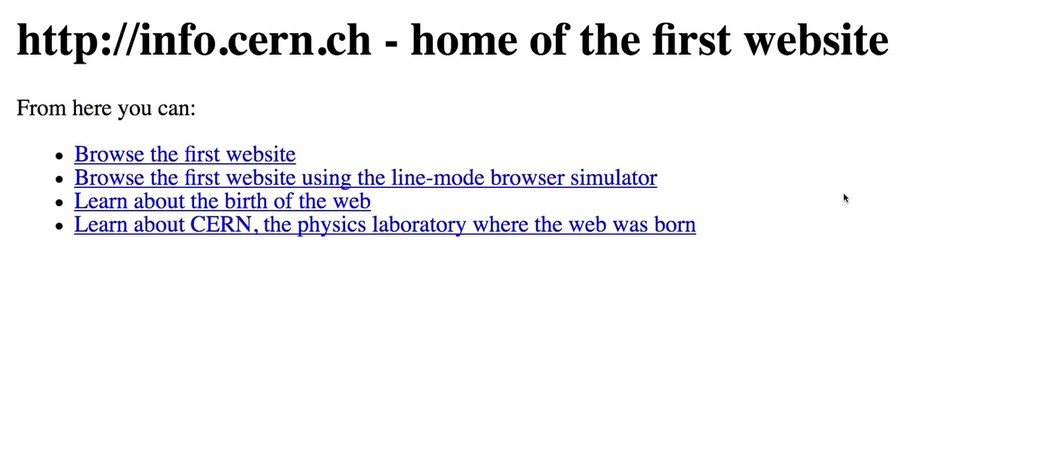 http://info.cern.ch - home of the first website
From here you can:
Browse the first website
Browse the first website using the line-mode browser simulator
Learn about the birth of the web
Learn about CERN, the physics laboratory where the web was born